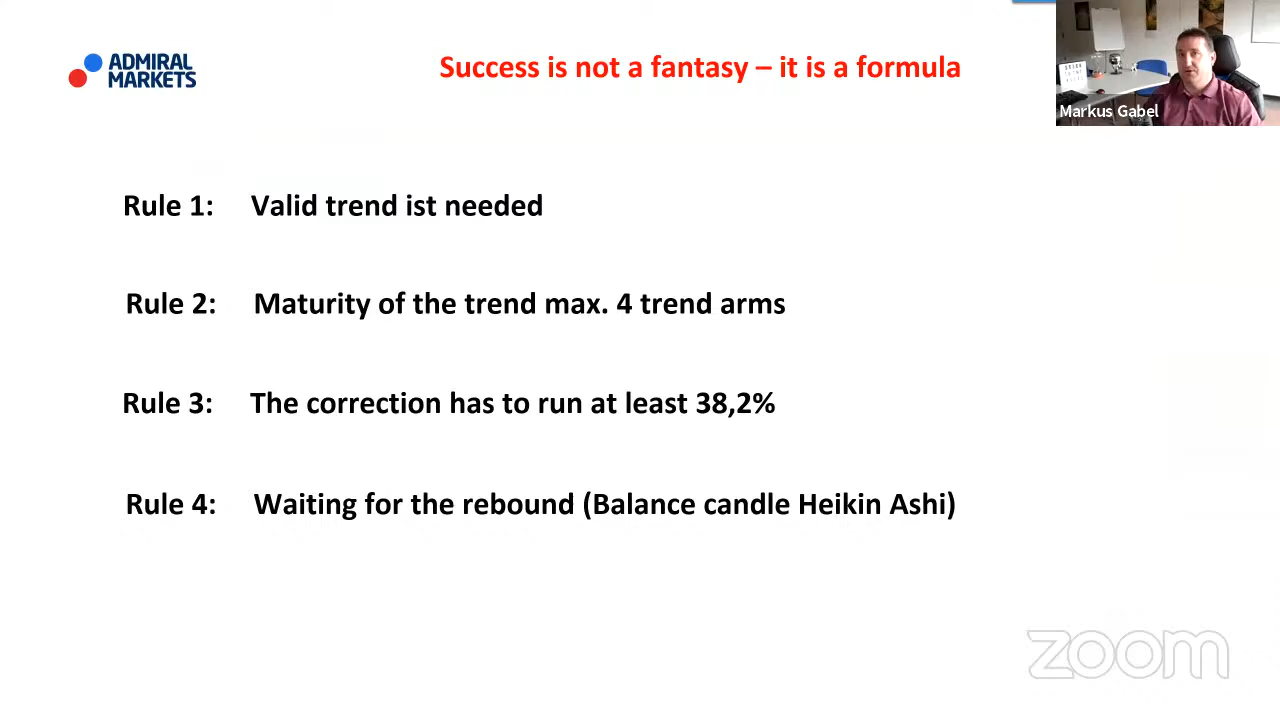 ADMIRAL
MARKETS
Success is not a fantasy – it is a formula
Markus Gabel
Rule 1: Valid trend ist needed
Rule 2: Maturity of the trend max. 4 trend arms
Rule 3: The correction has to run at least 38,2%
Rule 4: Waiting for the rebound (Balance candle Heikin Ashi)
zoom